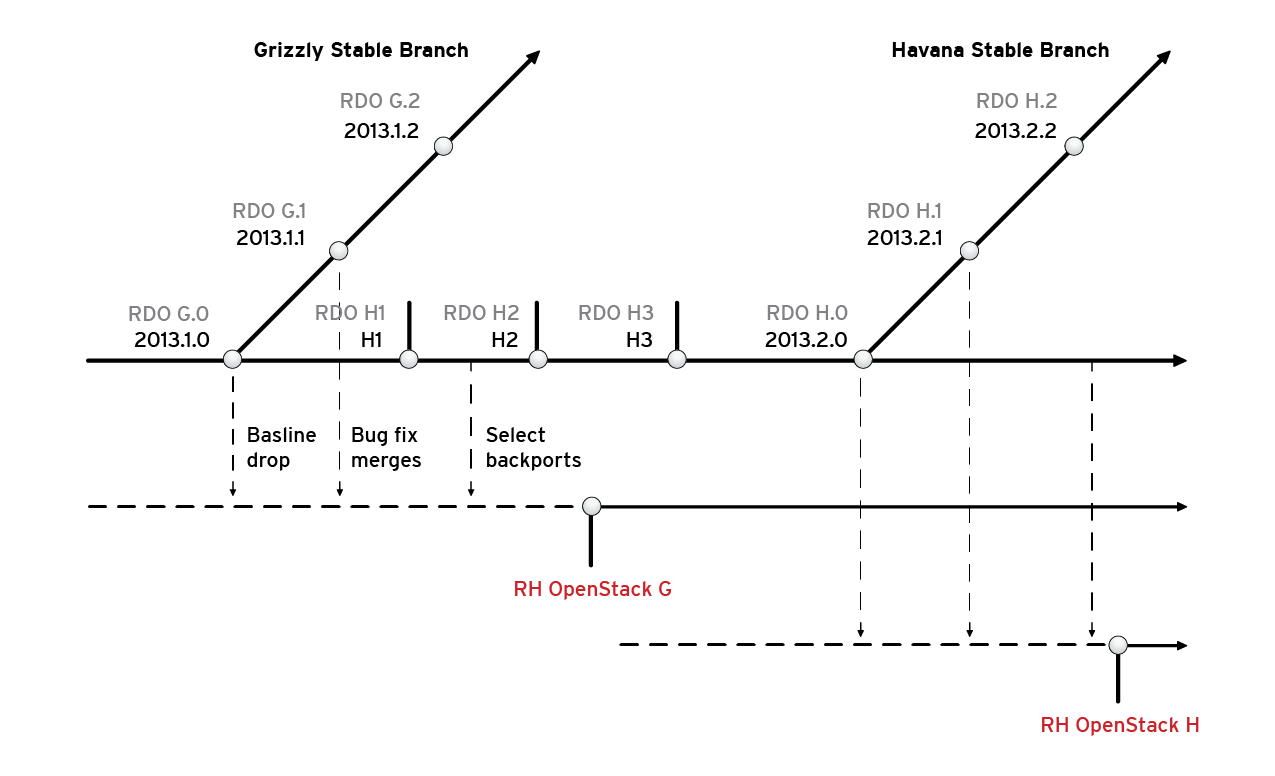 Grizzly Stable Branch
Havana Stable Branch
RDO G.2
2013.1.2
RDO H.2
2013.2.2
RDO G.1
2013.1.1
RDO H.1
2013.2.1
RDO G.0
2013.1.0
RDO H1
H1
RDO H2
H2
RDO H3
H3
RDO H.0
2013.2.0
Basline
drop
Bug fix
merges
Select
backports
RH OpenStack G
RH OpenStack H